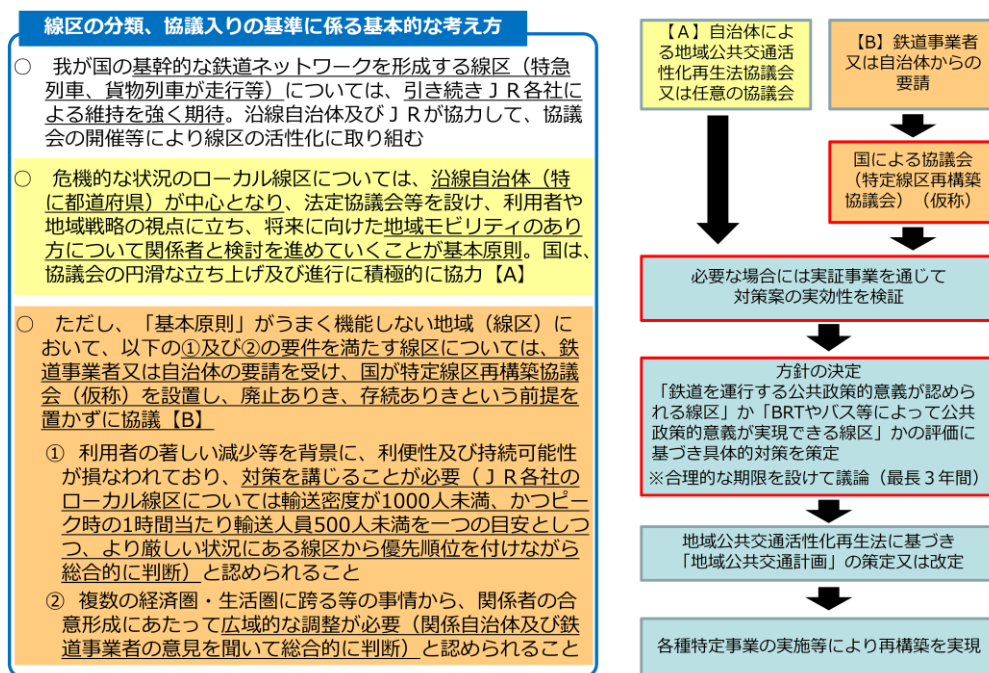 線区の分類、協議入りの基準に係る基本的な考え方
○ 我が国の基幹的な鉄道ネットワークを形成する線区（特急
列車、貨物列車が走行等）については、引き続きＪＲ各社によ
る維持を強く期待。沿線自治体及びＪＲが協力して、協議
会の開催等により線区の活性化に取り組む
○ 危機的な状況のローカル線区については、沿線自治体（特
に都道府県）が中心となり、法定協議会等を設け、利用者や
地域戦略の視点に立ち、将来に向けた地域モビリティのあり
方について関係者と検討を進めていくことが基本原則。国は、
協議会の円滑な立ち上げ及び進行に積極的に協力【A】
○ ただし、「基本原則」がうまく機能しない地域（線区）に
おいて、以下の①及び②の要件を満たす線区については、鉄
道事業者又は自治体の要請を受け、国が特定線区再構築協議
会（仮称）を設置し、廃止ありき、存続ありきという前提を
置かずに協議【B】
① 利用者の著しい減少等を背景に、利便性及び持続可能性
が損なわれており、対策を講じることが必要（ＪＲ各社の
ローカル線区については輸送密度が1000人未満、かつピー
ク時の1時間当たり輸送人員500人未満を一つの目安としつ
つ、より厳しい状況にある線区から優先順位を付けながら
総合的に判断）と認められること
② 複数の経済圏・生活圏に跨る等の事情から、関係者の合
意形成にあたって広域的な調整が必要（関係自治体及び鉄
道事業者の意見を聞いて総合的に判断）と認められること
【A】自治体によ
る地域公共交通活
性化再生法協議会
又は任意の協議会
【B】鉄道事業者
又は自治体からの
要請
国による協議会
（特定線区再構築
協議会）（仮称）
必要な場合には実証事業を通じて
対策案の実効性を検証
方針の決定
「鉄道を運行する公共政策的意義が認めら
れる線区」か「BRTやバス等によって公共
政策的意義が実現できる線区」かの評価に
基づき具体的対策を策定
※合理的な期限を設けて議論（最長３年間）
地域公共交通活性化再生法に基づき
「地域公共交通計画」の策定又は改定
各種特定事業の実施等により再構築を実現